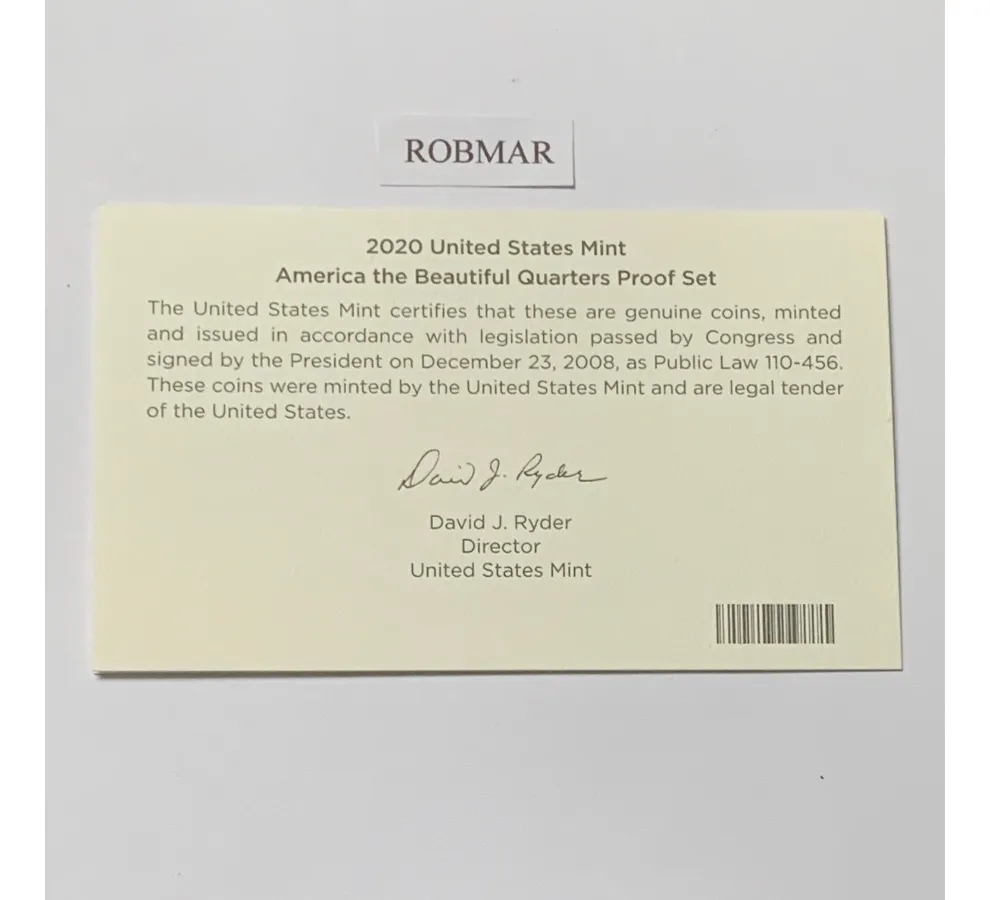 ROBMAR
2020 United States Mint
America the Beautiful Quarters Proof Set
The United States Mint certifies that these are genuine coins, minted
and issued in accordance with legislation passed by Congress and
signed by the President on December 23, 2008, as Public Law 110-456.
These coins were minted by the United States Mint and are legal tender
of the United States.
David J. Ryder
David J. Ryder
Director
United States Mint